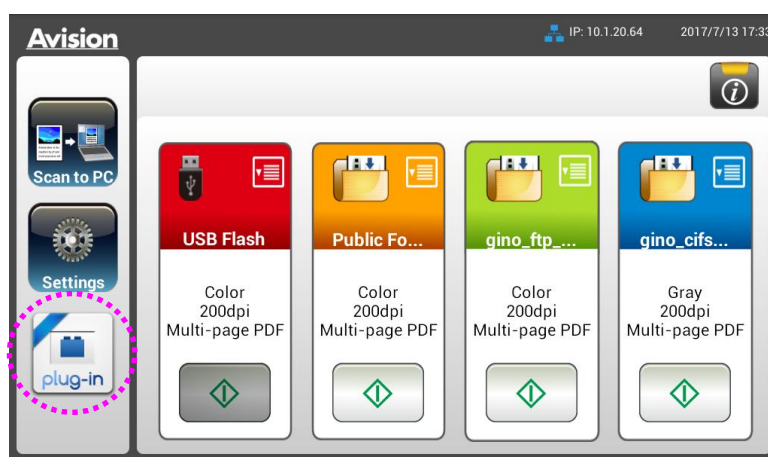 Avision
IP: 10.1.20.64
2017/7/13 17:33
Scan to PC
Settings
plug-in
USB Flash
Color
200dpi
Multi-page PDF
Public Fo...
Color
200dpi
Multi-page PDF
gino_ftp_...
Color
200dpi
Multi-page PDF
gino_cifs...
Gray
200dpi
Multi-page PDF